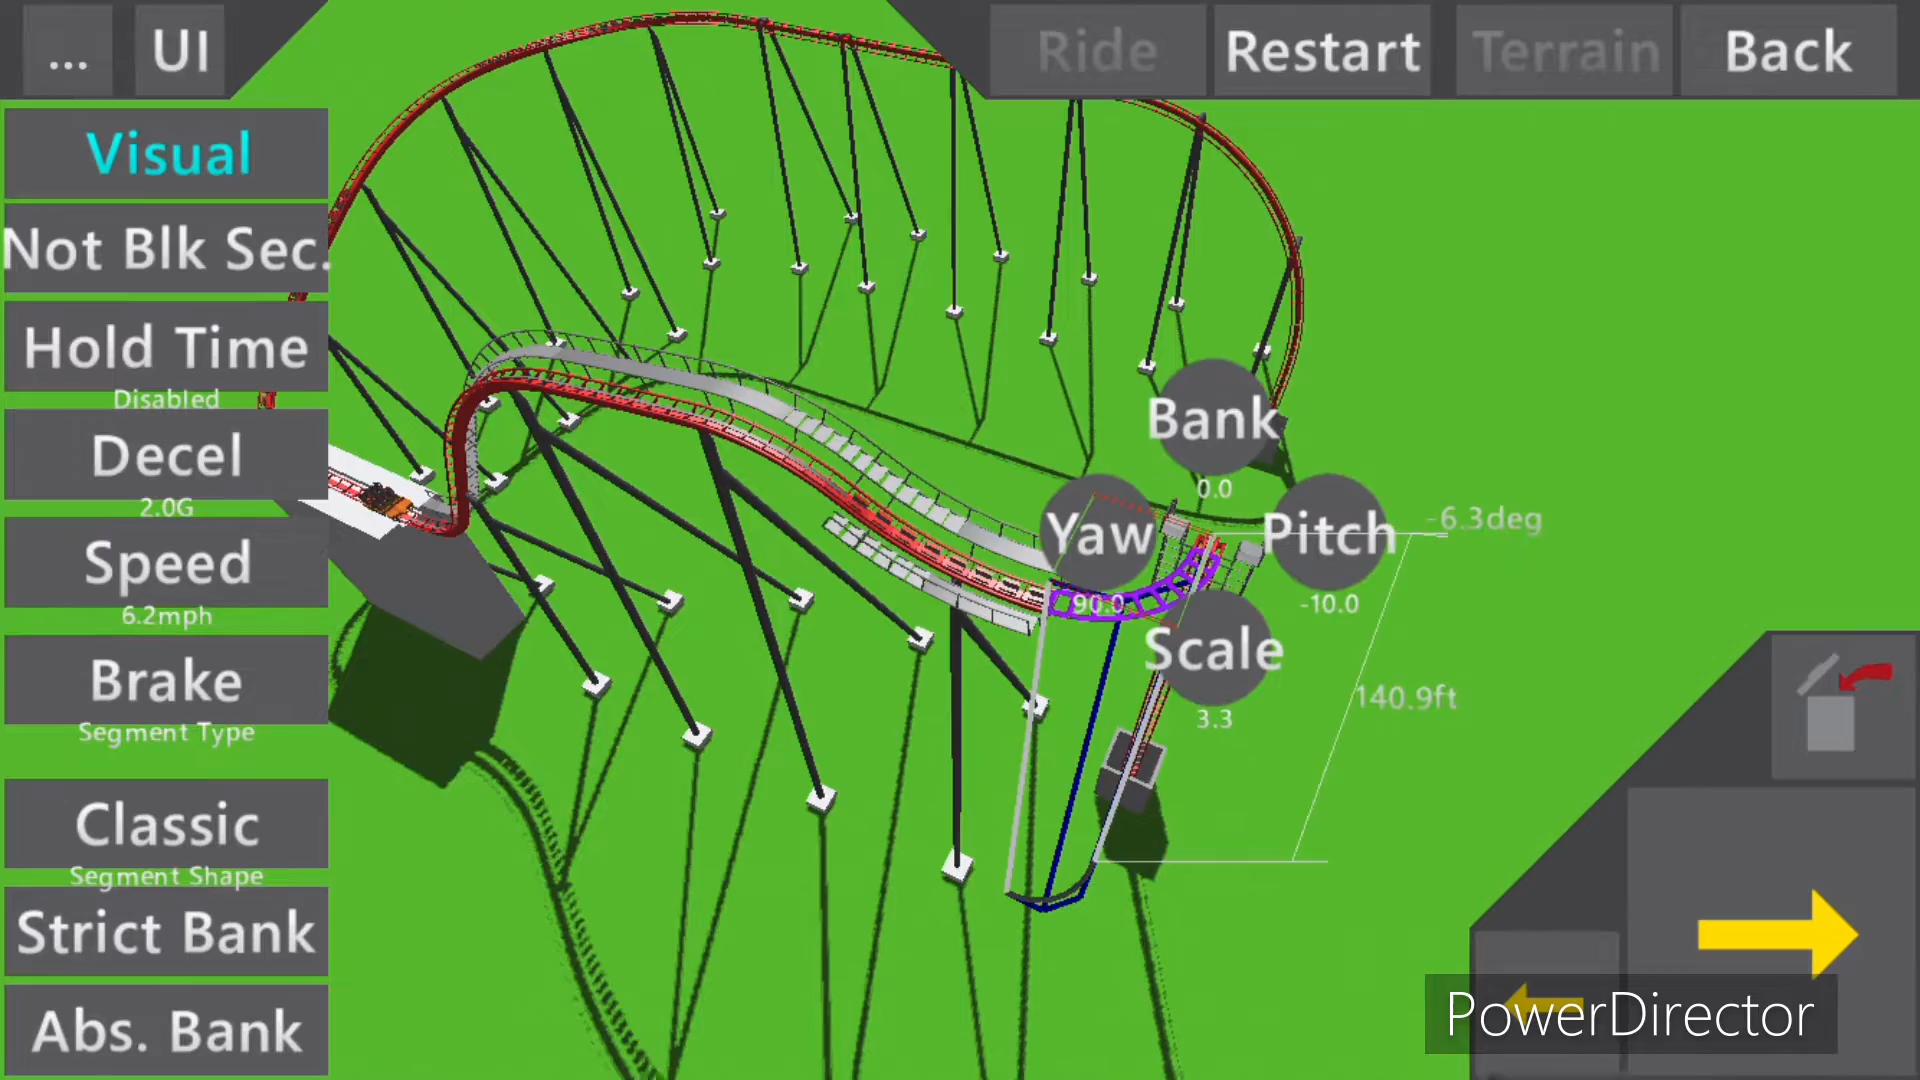 ...
UI
Ride
Restart
Terrain
Back
Visual
Not Blk Sec.
Hold Time
Disabled
Decel
2.0G
Speed
6.2mph
Brake
Segment Type
Classic
Segment Shape
Strict Bank
Abs. Bank
Bank
0.0
Yaw
90.0
Pitch
-10.0
-6.3deg
Scale
3.3
140.9ft
PowerDirector